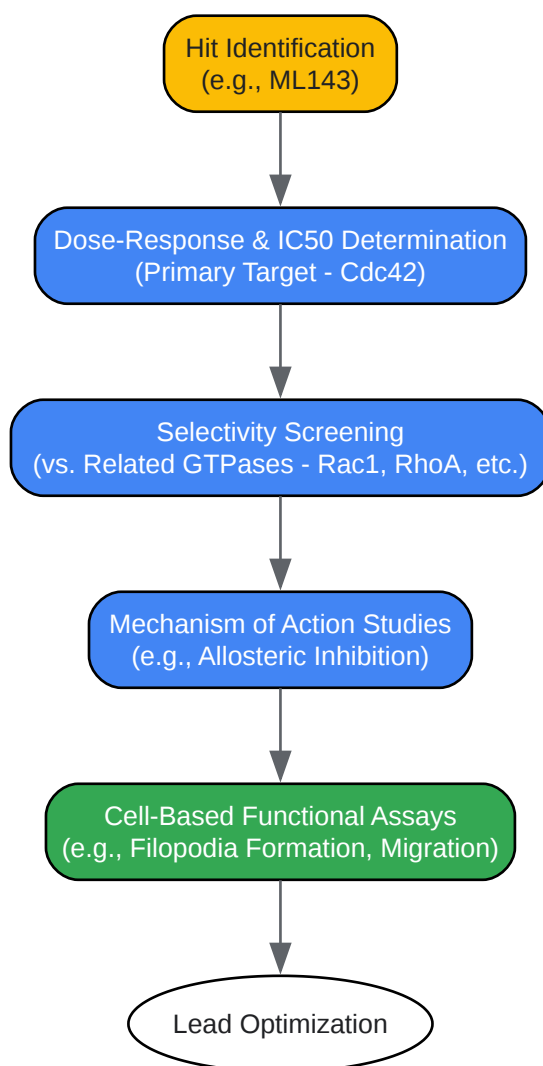 Hit Identification
(e.g., ML143)
Dose-Response & IC50 Determination
(Primary Target - Cdc42)
Selectivity Screening
(vs. Related GTPases - Rac1, RhoA, etc.)
Mechanism of Action Studies
(e.g., Allosteric Inhibition)
Cell-Based Functional Assays
(e.g., Filopodia Formation, Migration)
Lead Optimization